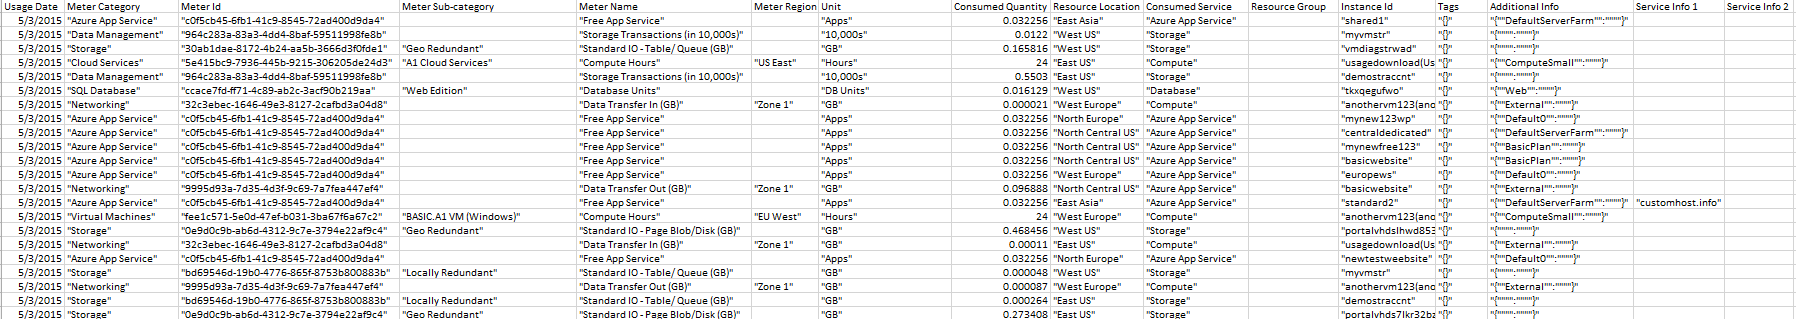 Usage Date Meter Category Meter Id Meter Sub-category Meter Name Meter Region Unit Consumed Quantity Resource Location Consumed Service Resource Group Instance Id Tags Additional Info Service Info 1 Service Info 2
5/3/2015 "Azure App Service" "c0f5cb45-6fb1-41c9-8545-72ad400d9da4" "Free App Service" "Apps" 0.032256 "East Asia" "Azure App Service" "shared1" "{}" "{""DefaultServerFarm"":""""}"
5/3/2015 "Data Management" "964c283a-83a3-4dd4-8baf-59511998fe8b" "Storage Transactions (in 10,000s)" "10,000s" 0.0122 "West US" "Storage" "myvmstr" "{}" "{"""":""""}"
5/3/2015 "Storage" "30ab1dae-8172-4b24-aa5b-3666d3f0fde1" "Geo Redundant" "Standard IO - Table/ Queue (GB)" "GB" 0.165816 "West US" "Storage" "vmdiagstrwad" "{}" "{"""":""""}"
5/3/2015 "Cloud Services" "5e415bc9-7936-445b-9215-306205de24d3" "A1 Cloud Services" "Compute Hours" "US East" "Hours" 24 "East US" "Compute" "usagedownload(Us "{}" "{""ComputeSmall"":""""}"
5/3/2015 "Data Management" "964c283a-83a3-4dd4-8baf-59511998fe8b" "Storage Transactions (in 10,000s)" "10,000s" 0.5503 "East US" "Storage" "demostraccnt" "{}" "{"""":""""}"
5/3/2015 "SQL Database" "ccace7fd-ff71-4c89-ab2c-3acf90b219aa" "Web Edition" "Database Units" "DB Units" 0.016129 "West US" "Database" "tkxqegufwo" "{}" "{""Web"":""""}"
5/3/2015 "Networking" "32c3ebec-1646-49e3-8127-2cafbd3a04d8" "Data Transfer In (GB)" "Zone 1" "GB" 0.000021 "West Europe" "Compute" "anothervm123(ano "{}" "{""External"":""""}"
5/3/2015 "Azure App Service" "c0f5cb45-6fb1-41c9-8545-72ad400d9da4" "Free App Service" "Apps" 0.032256 "North Europe" "Azure App Service" "mynew123wp" "{}" "{""Default0"":""""}"
5/3/2015 "Azure App Service" "c0f5cb45-6fb1-41c9-8545-72ad400d9da4" "Free App Service" "Apps" 0.032256 "North Central US" "Azure App Service" "centraldedicated" "{}" "{""DefaultServerFarm"":""""}"
5/3/2015 "Azure App Service" "c0f5cb45-6fb1-41c9-8545-72ad400d9da4" "Free App Service" "Apps" 0.032256 "North Central US" "Azure App Service" "mynewfree123" "{}" "{""BasicPlan"":""""}"
5/3/2015 "Azure App Service" "c0f5cb45-6fb1-41c9-8545-72ad400d9da4" "Free App Service" "Apps" 0.032256 "North Central US" "Azure App Service" "basicwebsite" "{}" "{""BasicPlan"":""""}"
5/3/2015 "Azure App Service" "c0f5cb45-6fb1-41c9-8545-72ad400d9da4" "Free App Service" "Apps" 0.032256 "West Europe" "Azure App Service" "europews" "{}" "{""Default0"":""""}"
5/3/2015 "Networking" "9995d93a-7d35-4d3f-9c69-7a7fea447ef4" "Data Transfer Out (GB)" "Zone 1" "GB" 0.096888 "North Central US" "Azure App Service" "basicwebsite" "{}" "{""External"":""""}"
5/3/2015 "Azure App Service" "c0f5cb45-6fb1-41c9-8545-72ad400d9da4" "Free App Service" "Apps" 0.032256 "East Asia" "Azure App Service" "standard2" "{}" "{""DefaultServerFarm"":""""}" "customhost.info"
5/3/2015 "Virtual Machines" "fee1c571-5e0d-47ef-b031-3ba67f6a67c2" "BASIC.A1 VM (Windows)" "Compute Hours" "EU West" "Hours" 24 "West Europe" "Compute" "anothervm123(ano "{}" "{""ComputeSmall"":""""}"
5/3/2015 "Storage" "0e9d0c9b-ab6d-4312-9c7e-3794e22af9c4" "Geo Redundant" "Standard IO - Page Blob/Disk (GB)" "GB" 0.468456 "West US" "Storage" "portalvhdslhwd853 "{}" "{"""":""""}"
5/3/2015 "Networking" "32c3ebec-1646-49e3-8127-2cafbd3a04d8" "Data Transfer In (GB)" "Zone 1" "GB" 0.00011 "East US" "Compute" "usagedownload(Us "{}" "{""External"":""""}"
5/3/2015 "Azure App Service" "c0f5cb45-6fb1-41c9-8545-72ad400d9da4" "Free App Service" "Apps" 0.032256 "North Europe" "Azure App Service" "newtestweebsite" "{}" "{""Default0"":""""}"
5/3/2015 "Storage" "bd69546d-19b0-4776-865f-8753b800883b" "Locally Redundant" "Standard IO - Table/ Queue (GB)" "GB" 0.000048 "West US" "Storage" "myvmstr" "{}" "{"""":""""}"
5/3/2015 "Networking" "9995d93a-7d35-4d3f-9c69-7a7fea447ef4" "Data Transfer Out (GB)" "Zone 1" "GB" 0.000087 "West Europe" "Compute" "anothervm123(ano "{}" "{""External"":""""}"
5/3/2015 "Storage" "bd69546d-19b0-4776-865f-8753b800883b" "Locally Redundant" "Standard IO - Table/ Queue (GB)" "GB" 0.000264 "East US" "Storage" "demostraccnt" "{}" "{"""":""""}"
5/3/2015 "Storage" "0e9d0c9b-ab6d-4312-9c7e-3794e22af9c4" "Geo Redundant" "Standard IO - Page Blob/Disk (GB)" "GB" 0.273408 "East US" "Storage" "portalvhds7lkr32b "{}" "{"""":""""}"